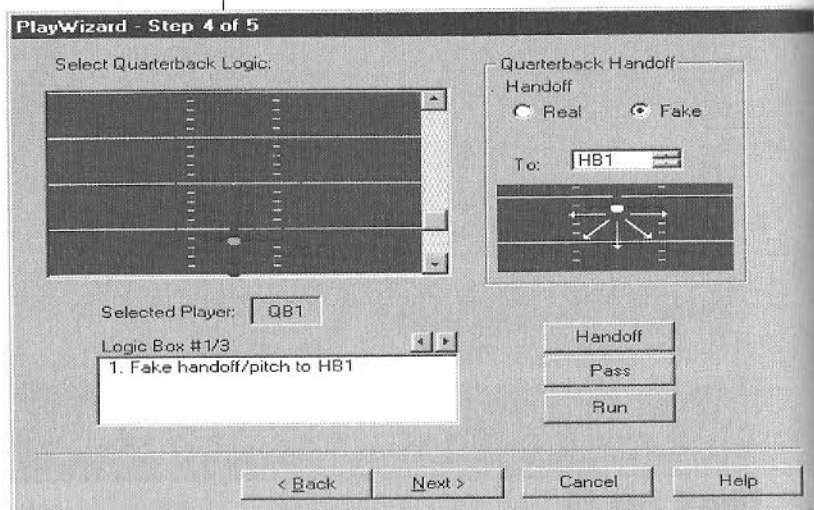 PlayWizard - Step 4 of 5
Select Quarterback Logic:
Quarterback Handoff
Handoff
Real
Fake
To: HB1
Selected Player: QB1
Logic Box #1/3
1. Fake handoff/pitch to HB1
Handoff
Pass
Run
< Back
Next >
Cancel
Help